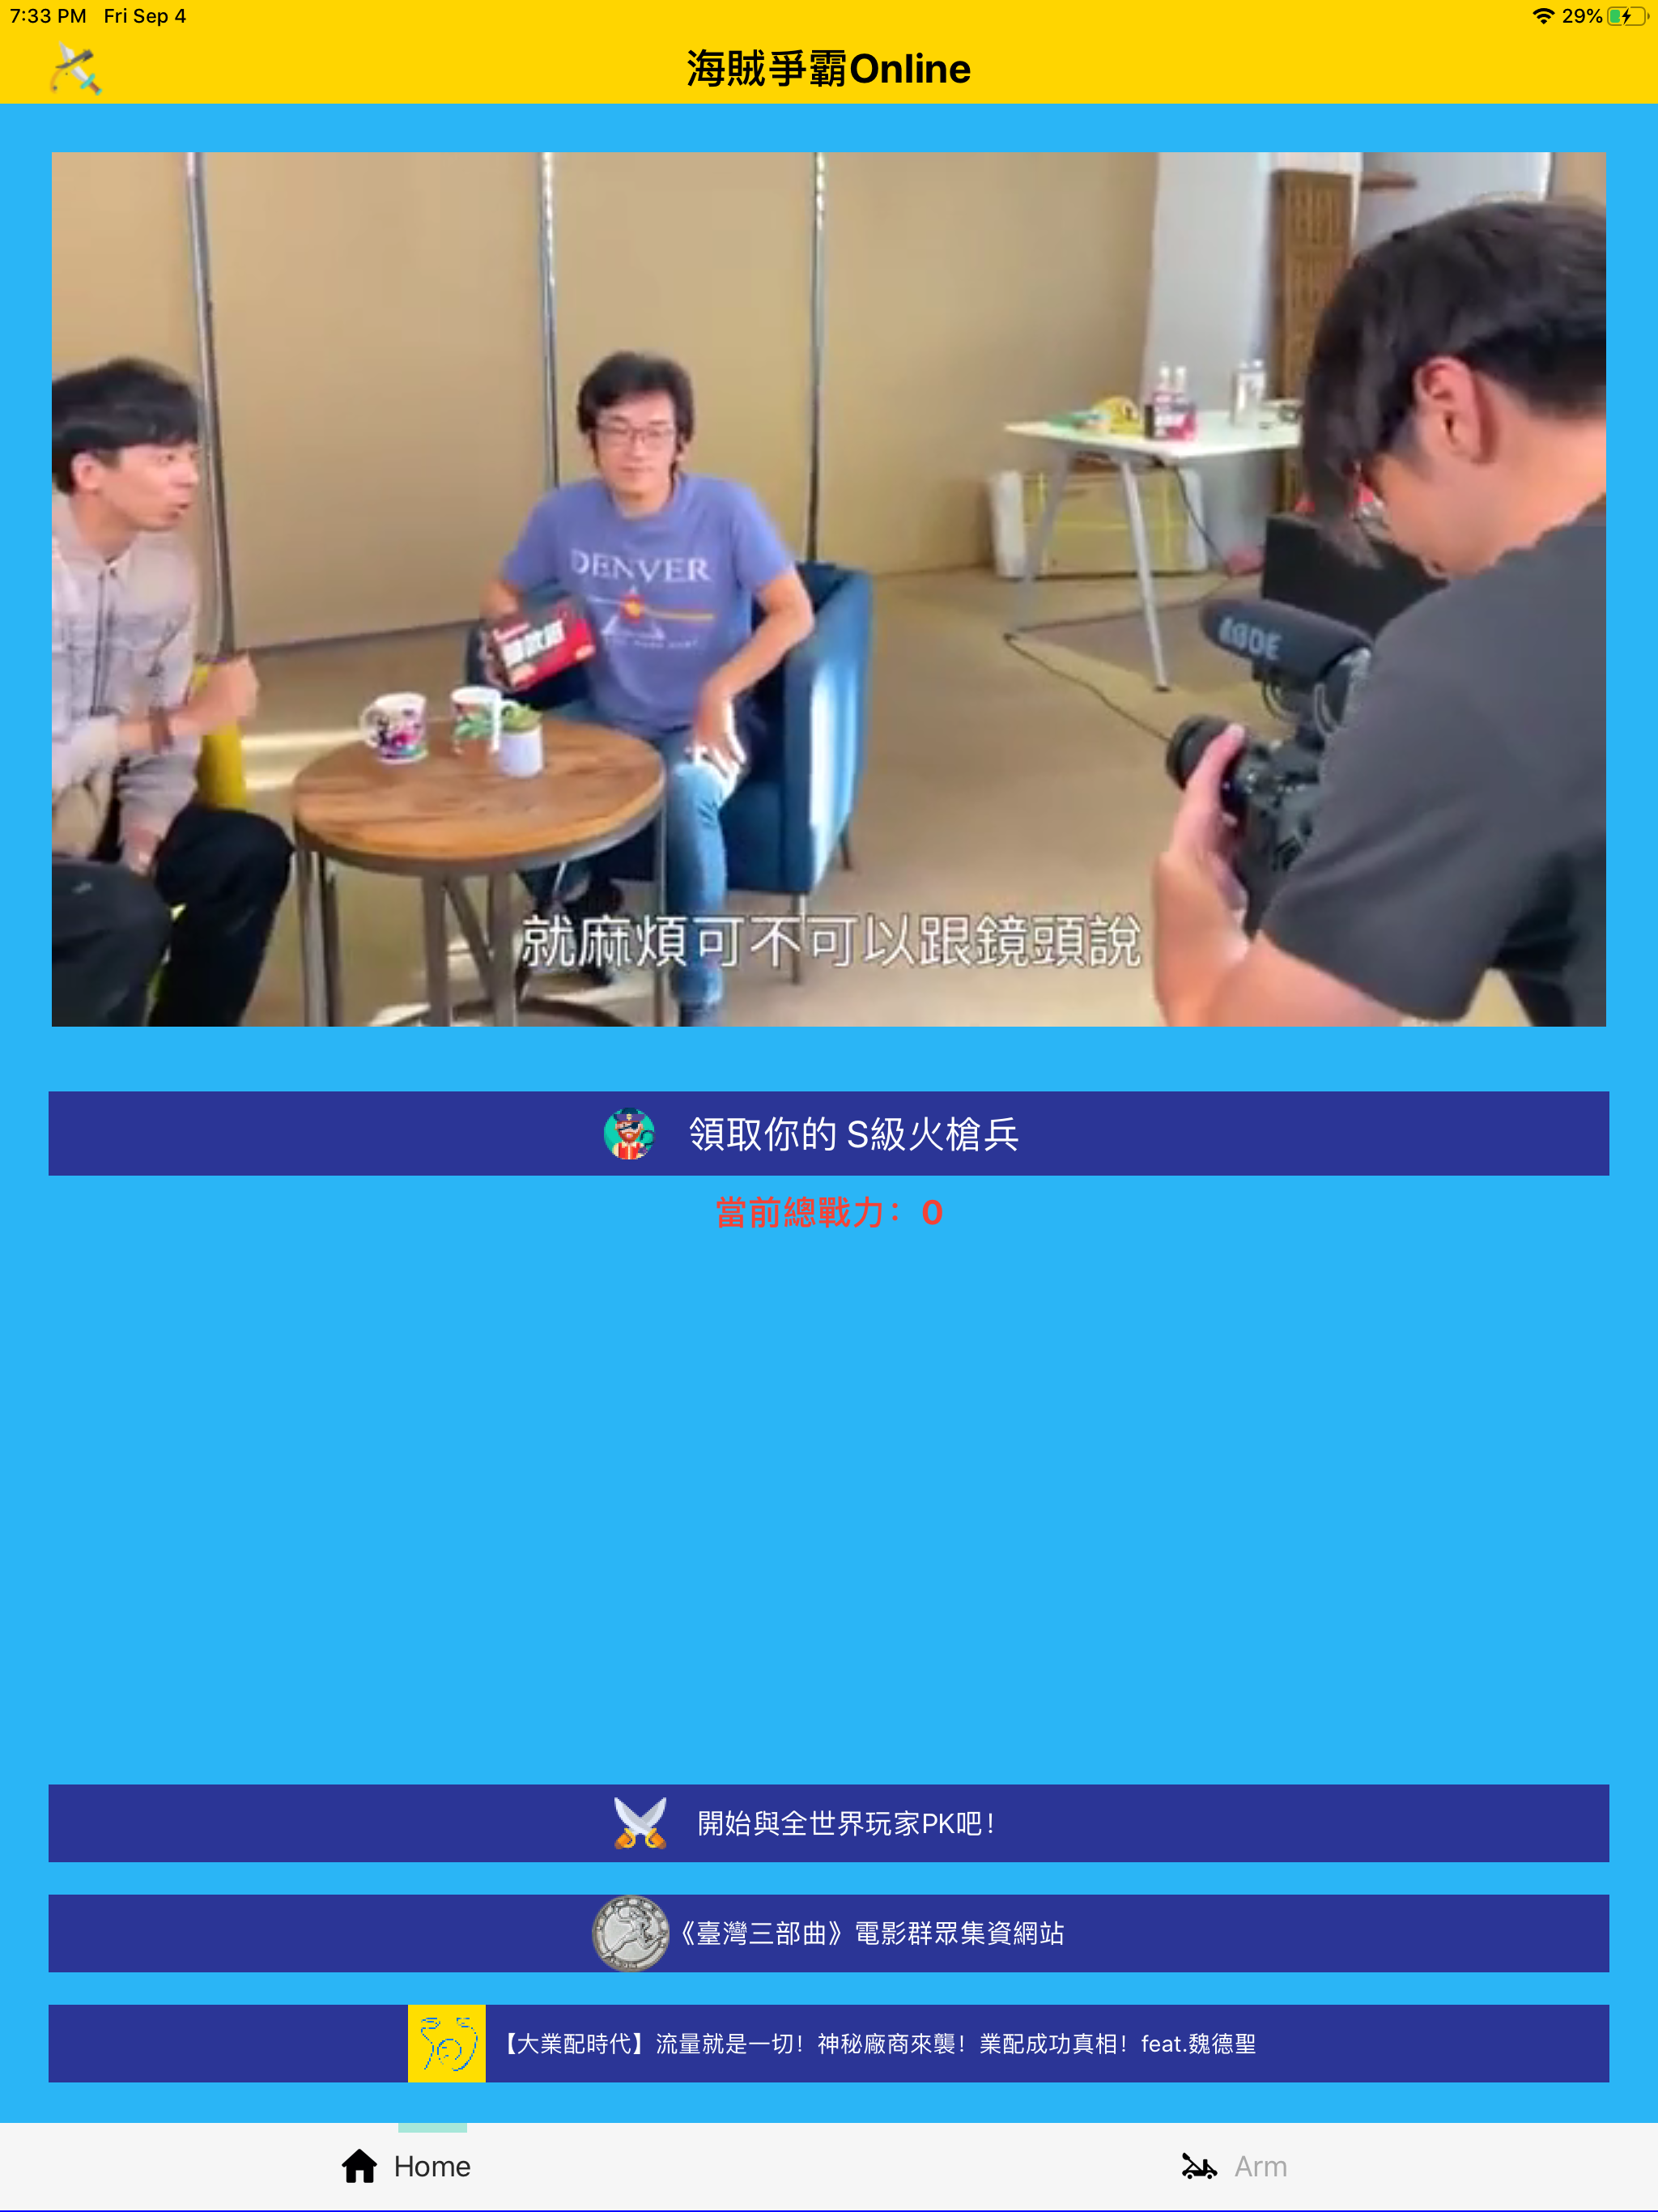 7:33 PM Fri Sep 4
29%
海賊爭霸Online
DENVER
RODE
就麻煩可不可以跟鏡頭說
領取你的 S級火槍兵
當前總戰力：0
開始與全世界玩家PK吧！
《臺灣三部曲》電影群眾集資網站
【大業配時代】流量就是一切！神秘廠商來襲！業配成功真相！feat.魏德聖
Home
Arm